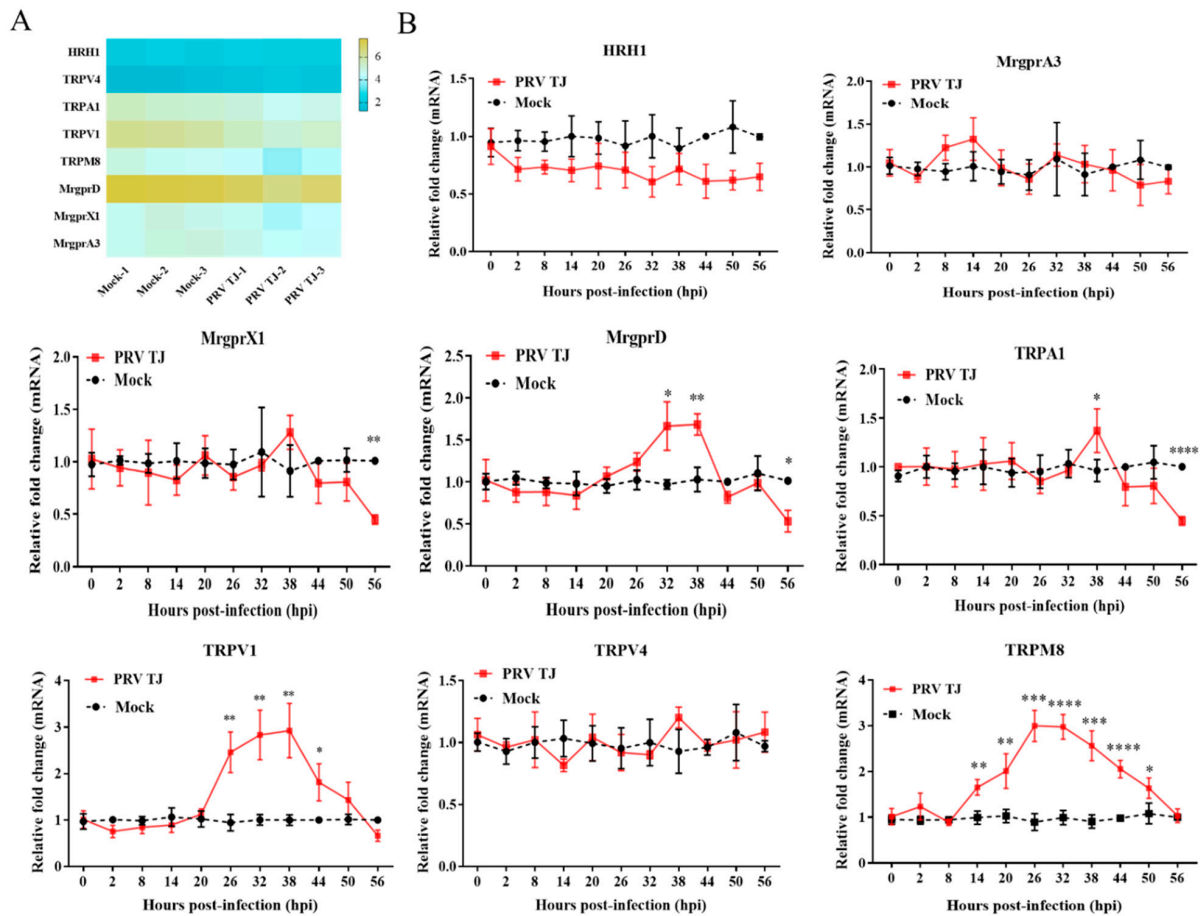 A
HRH1
TRPV4
TRPA1
TRPV1
TRPM8
MrgprD
MrgprX1
MrgprA3
Mock-1
Mock-2
Mock-3
PRV TJ-1
PRV TJ-2
PRV TJ-3
6
4
2
B
HRH1
Relative fold change (mRNA)
1.5
1.0
0.5
0.0
PRV TJ
Mock
0 2 8 14 20 26 32 38 44 50 56
Hours post-infection (hpi)
MrgprA3
Relative fold change (mRNA)
2.0
1.5
1.0
0.5
0.0
PRV TJ
Mock
0 2 8 14 20 26 32 38 44 50 56
Hours post-infection (hpi)
MrgprX1
Relative fold change (mRNA)
2.0
1.5
1.0
0.5
0.0
PRV TJ
Mock
**
0 2 8 14 20 26 32 38 44 50 56
Hours post-infection (hpi)
MrgprD
Relative fold change (mRNA)
2.5
2.0
1.5
1.0
0.5
0.0
PRV TJ
Mock
* ** *
0 2 8 14 20 26 32 38 44 50 56
Hours post-infection (hpi)
TRPA1
Relative fold change (mRNA)
2.0
1.5
1.0
0.5
0.0
PRV TJ
Mock
* ****
0 2 8 14 20 26 32 38 44 50 56
Hours post-infection (hpi)
TRPV1
Relative fold change (mRNA)
4
3
2
1
0
PRV TJ
Mock
** ** ** *
0 2 8 14 20 26 32 38 44 50 56
Hours post-infection (hpi)
TRPV4
Relative fold change (mRNA)
1.5
1.0
0.5
0.0
PRV TJ
Mock
0 2 8 14 20 26 32 38 44 50 56
Hours post-infection (hpi)
TRPM8
Relative fold change (mRNA)
4
3
2
1
0
PRV TJ
Mock
** ** *** **** *** **** *
0 2 8 14 20 26 32 38 44 50 56
Hours post-infection (hpi)